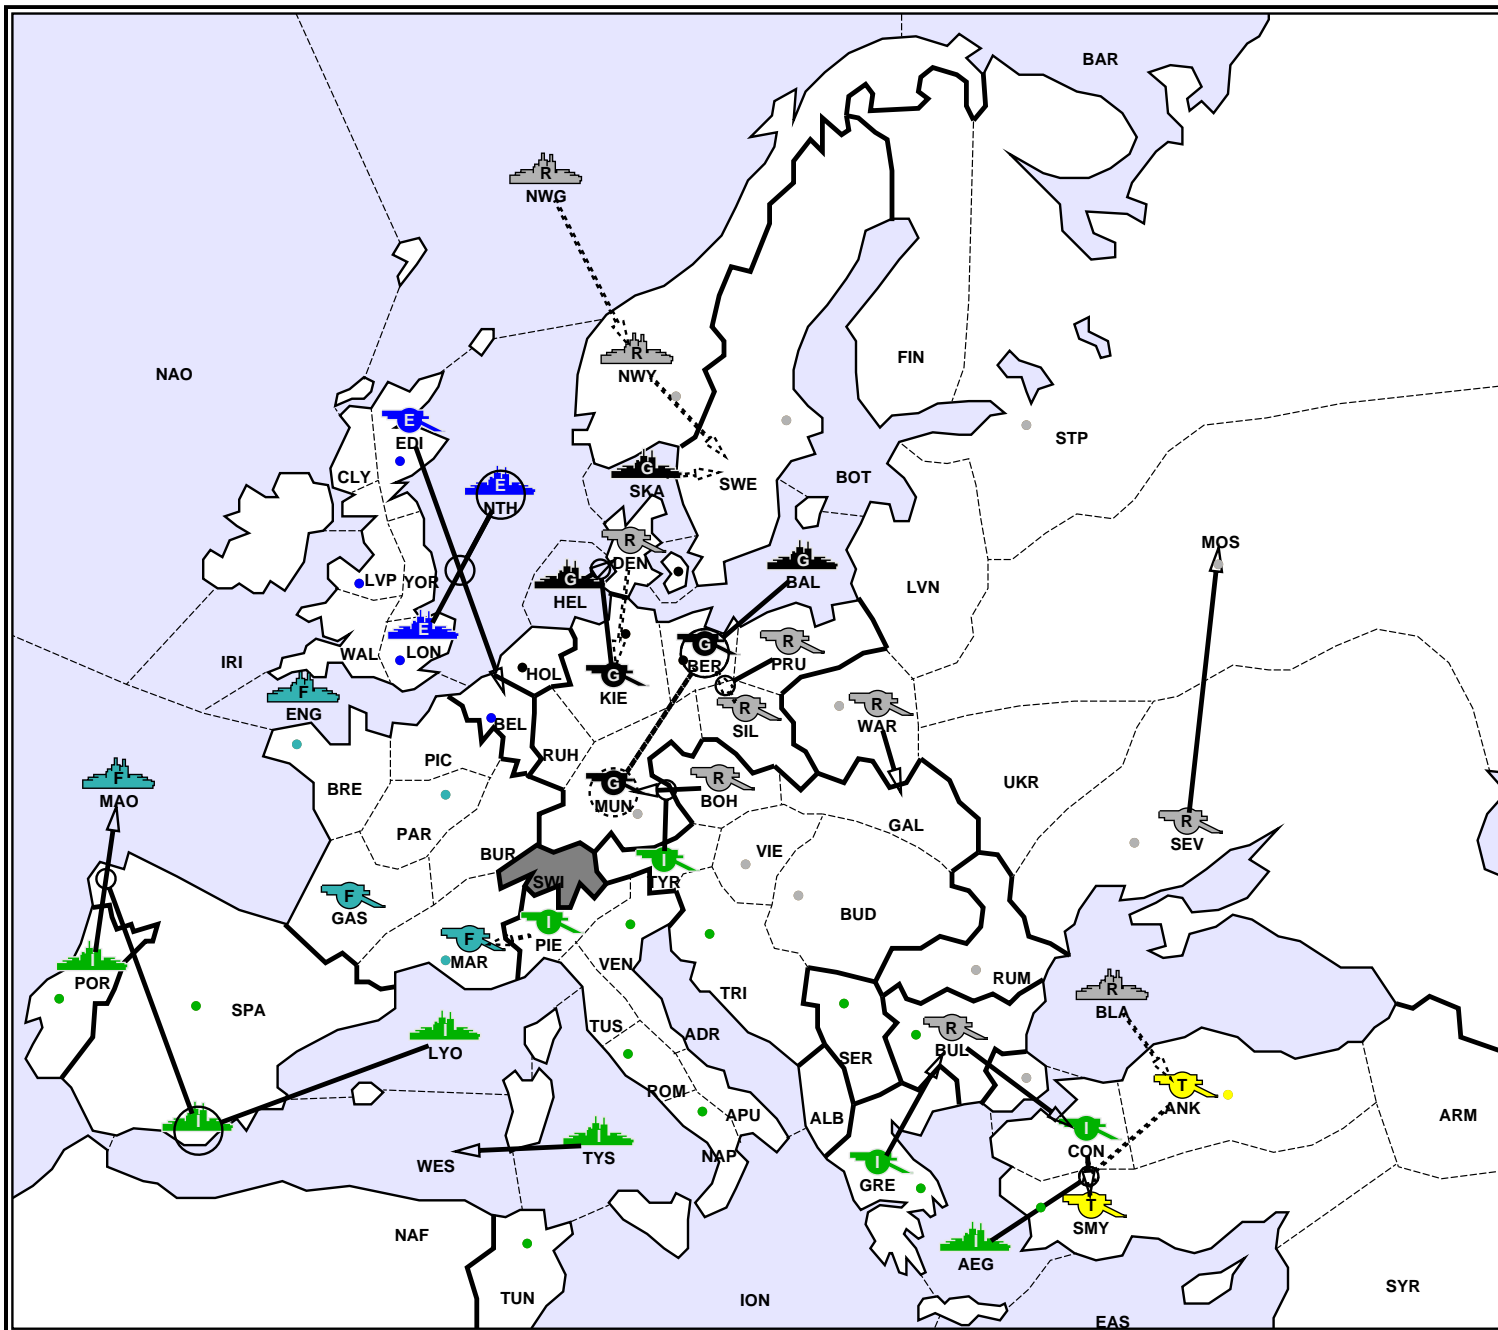 BAR
R
NWG
NAO
R
NWY
FIN
E
EDI
STP
CLY
G
SKA
SWE
BOT
E
NTH
R
DEN
MOS
G
HEL
G
BAL
LVP
YOR
LVN
E
LON
WAL
IRI
G
BER
R
PRU
HOL
G
KIE
F
ENG
R
SIL
R
WAR
BEL
RUH
PIC
F
MAO
BRE
G
MUN
R
BOH
UKR
PAR
GAL
R
SEV
BUR
VIE
I
TYR
SWI
F
GAS
BUD
I
PIE
F
MAR
VEN
I
POR
RUM
TRI
R
BLA
SPA
TUS
I
LYO
ADR
R
BUL
SER
ROM
T
ANK
APU
ALB
ARM
I
I
CON
I
TYS
NAP
WES
I
GRE
T
SMY
NAF
I
AEG
SYR
TUN
ION
EAS